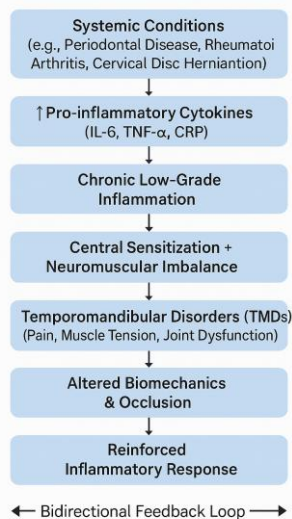 Systemic Conditions
(e.g., Periodontal Disease, Rheumatoi
Arthritis, Cervical Disc Herniantion)
↑Pro-inflammatory Cytokines
(IL-6, TNF-α, CRP)
Chronic Low-Grade
Inflammation
Central Sensitization +
Neuromuscular Imbalance
Temporomandibular Disorders (TMDs)
(Pain, Muscle Tension, Joint Dysfunction)
Altered Biomechanics
& Occlusion
Reinforced
Inflammatory Response
Bidirectional Feedback Loop